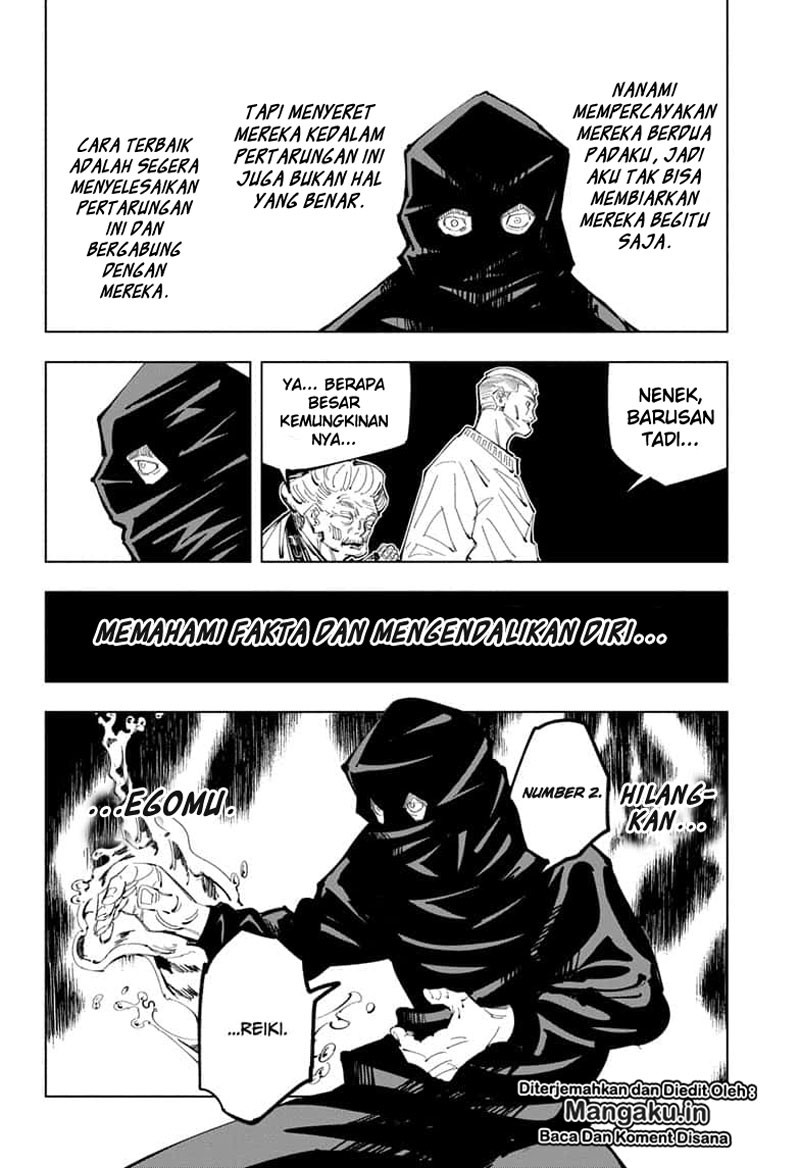 NANAMI
MEMPERCAYAKAN
MEREKA BERDUA
PADAKU, JADI
AKU TAK BISA
MEMBIARKAN
MEREKA BEGITU
SAJA.
TAPI MENYERET
MEREKA KEDALAM
PERTARUNGAN INI
JUGA BUKAN HAL
YANG BENAR.
CARA TERBAIK
ADALAH SEGERA
MENYELESAIKAN
PERTARUNGAN
INI DAN
BERGABUNG
DENGAN
MEREKA.
NENEK,
BARUSAN
TADI...
YA... BERAPA
BESAR
KEMUNGKINAN
NYA...
MEMAHAMI FAKTA DAN MENGENDALIKAN DIRI...
HILANG-
KAN...
NUMBER 2.
...EGOMU.
...REIKI.
Diterjemahkan dan Diedit Oleh:
Mangaku.in
Baca Dan Koment Disana